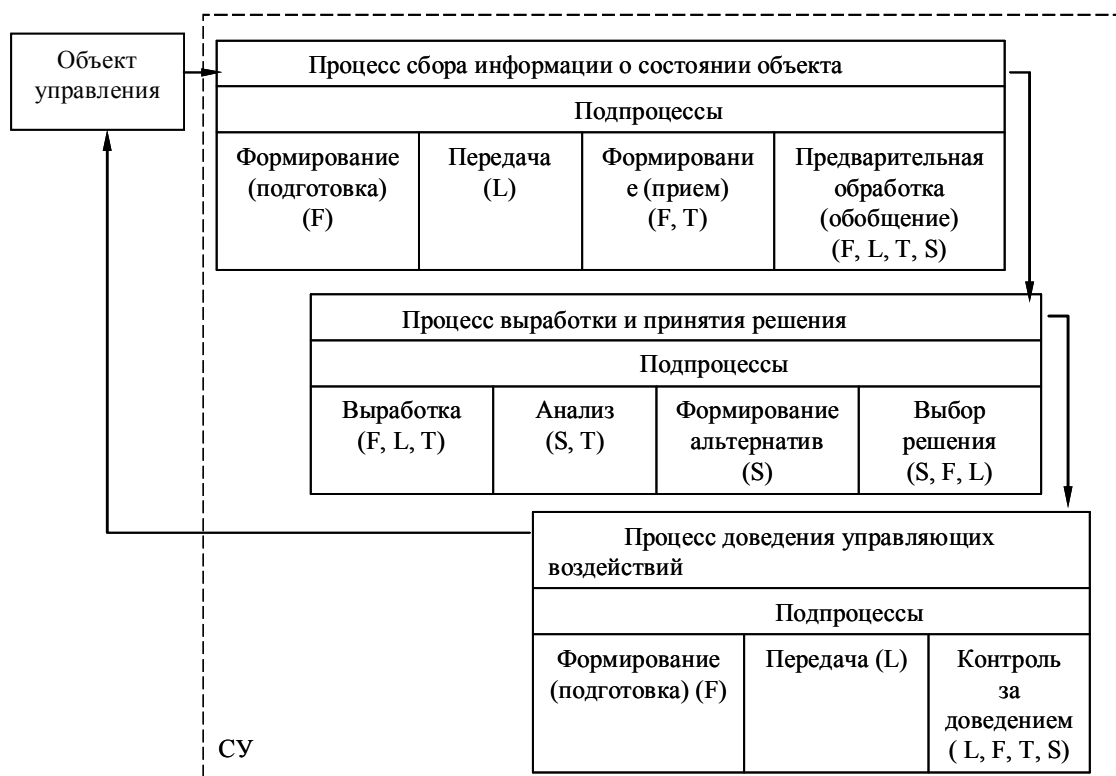 Объект
управления
Процесс сбора информации о состоянии объекта
Подпроцессы
Формирование
(подготовка)
(F)
Передача
(L)
Формировани
е (прием)
(F, T)
Предварительная
обработка
(обобщение)
(F, L, T, S)
Процесс выработки и принятия решения
Подпроцессы
Выработка
(F, L, T)
Анализ
(S, T)
Формирование
альтернатив
(S)
Выбор
решения
(S, F, L)
Процесс доведения управляющих
воздействий
Подпроцессы
Формирование
(подготовка) (F)
Передача (L)
Контроль
за
доведением
( L, F, T, S)
СУ